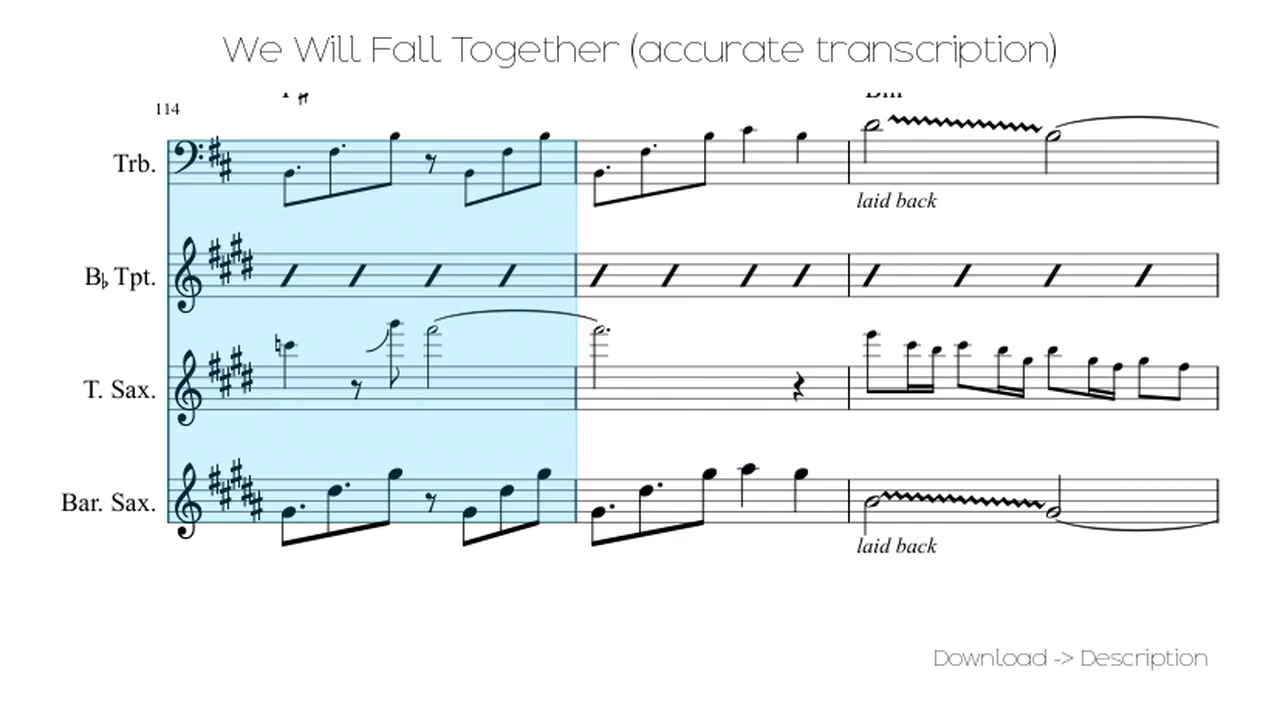 We Will Fall Together (accurate transcription)
114
Trb.
laid back
B♭ Tpt.
T. Sax.
Bar. Sax.
laid back
Download -> Description